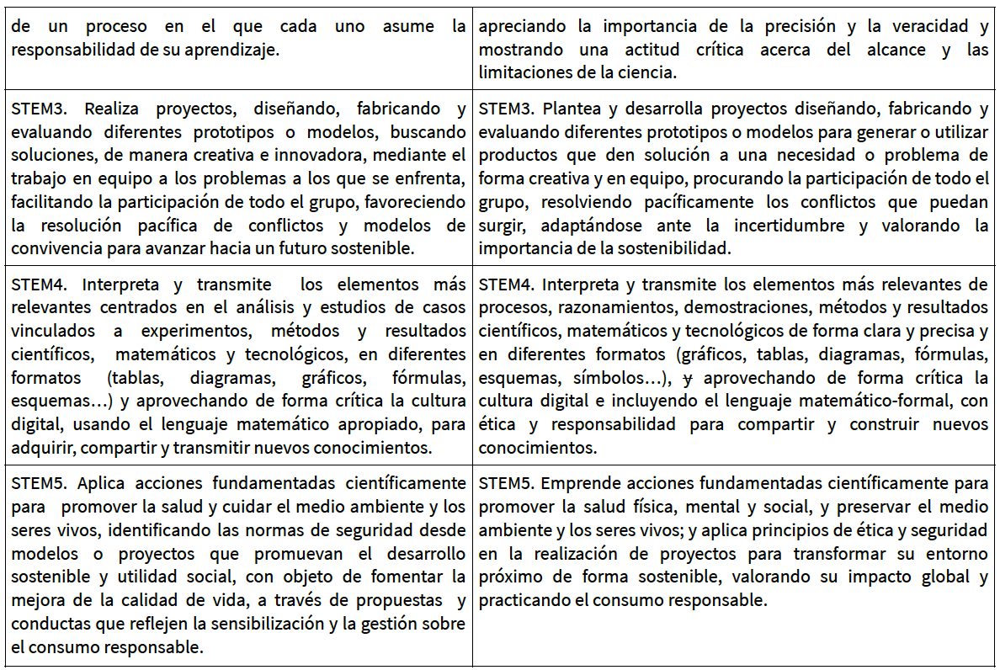 de un proceso en el que cada uno asume la
responsabilidad de su aprendizaje.
apreciando la importancia de la precisión y la veracidad y
mostrando una actitud crítica acerca del alcance y las
limitaciones de la ciencia.
STEM3. Realiza proyectos, diseñando, fabricando y
evaluando diferentes prototipos o modelos, buscando
soluciones, de manera creativa e innovadora, mediante el
trabajo en equipo a los problemas a los que se enfrenta,
facilitando la participación de todo el grupo, favoreciendo
la resolución pacífica de conflictos y modelos de
convivencia para avanzar hacia un futuro sostenible.
STEM3. Plantea y desarrolla proyectos diseñando, fabricando y
evaluando diferentes prototipos o modelos para generar o utilizar
productos que den solución a una necesidad o problema de
forma creativa y en equipo, procurando la participación de todo el
grupo, resolviendo pacíficamente los conflictos que puedan
surgir, adaptándose ante la incertidumbre y valorando la
importancia de la sostenibilidad.
STEM4. Interpreta y transmite los elementos más
relevantes centrados en el análisis y estudios de casos
vinculados a experimentos, métodos y resultados
científicos, matemáticos y tecnológicos, en diferentes
formatos (tablas, diagramas, gráficos, fórmulas,
esquemas…) y aprovechando de forma crítica la cultura
digital, usando el lenguaje matemático apropiado, para
adquirir, compartir y transmitir nuevos conocimientos.
STEM4. Interpreta y transmite los elementos más relevantes de
procesos, razonamientos, demostraciones, métodos y resultados
científicos, matemáticos y tecnológicos de forma clara y precisa y
en diferentes formatos (gráficos, tablas, diagramas, fórmulas,
esquemas, símbolos…), y aprovechando de forma crítica la
cultura digital e incluyendo el lenguaje matemático-formal, con
ética y responsabilidad para compartir y construir nuevos
conocimientos.
STEM5. Aplica acciones fundamentadas científicamente
para promover la salud y cuidar el medio ambiente y los
seres vivos, identificando las normas de seguridad desde
modelos o proyectos que promuevan el desarrollo
sostenible y utilidad social, con objeto de fomentar la
mejora de la calidad de vida, a través de propuestas y
conductas que reflejen la sensibilización y la gestión sobre
el consumo responsable.
STEM5. Emprende acciones fundamentadas científicamente para
promover la salud física, mental y social, y preservar el medio
ambiente y los seres vivos; y aplica principios de ética y seguridad
en la realización de proyectos para transformar su entorno
próximo de forma sostenible, valorando su impacto global y
practicando el consumo responsable.